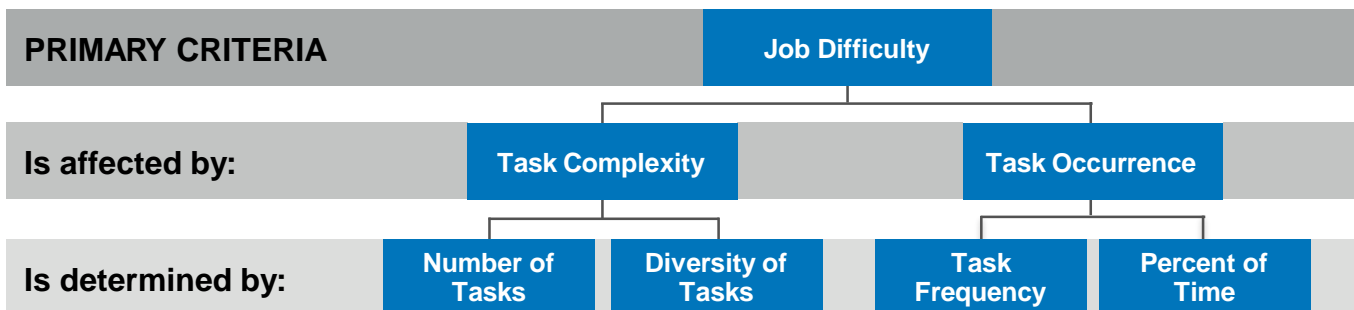 PRIMARY CRITERIA
Job Difficulty
Is affected by:
Task Complexity
Task Occurrence
Is determined by:
Number of
Tasks
Diversity of
Tasks
Task
Frequency
Percent of
Time